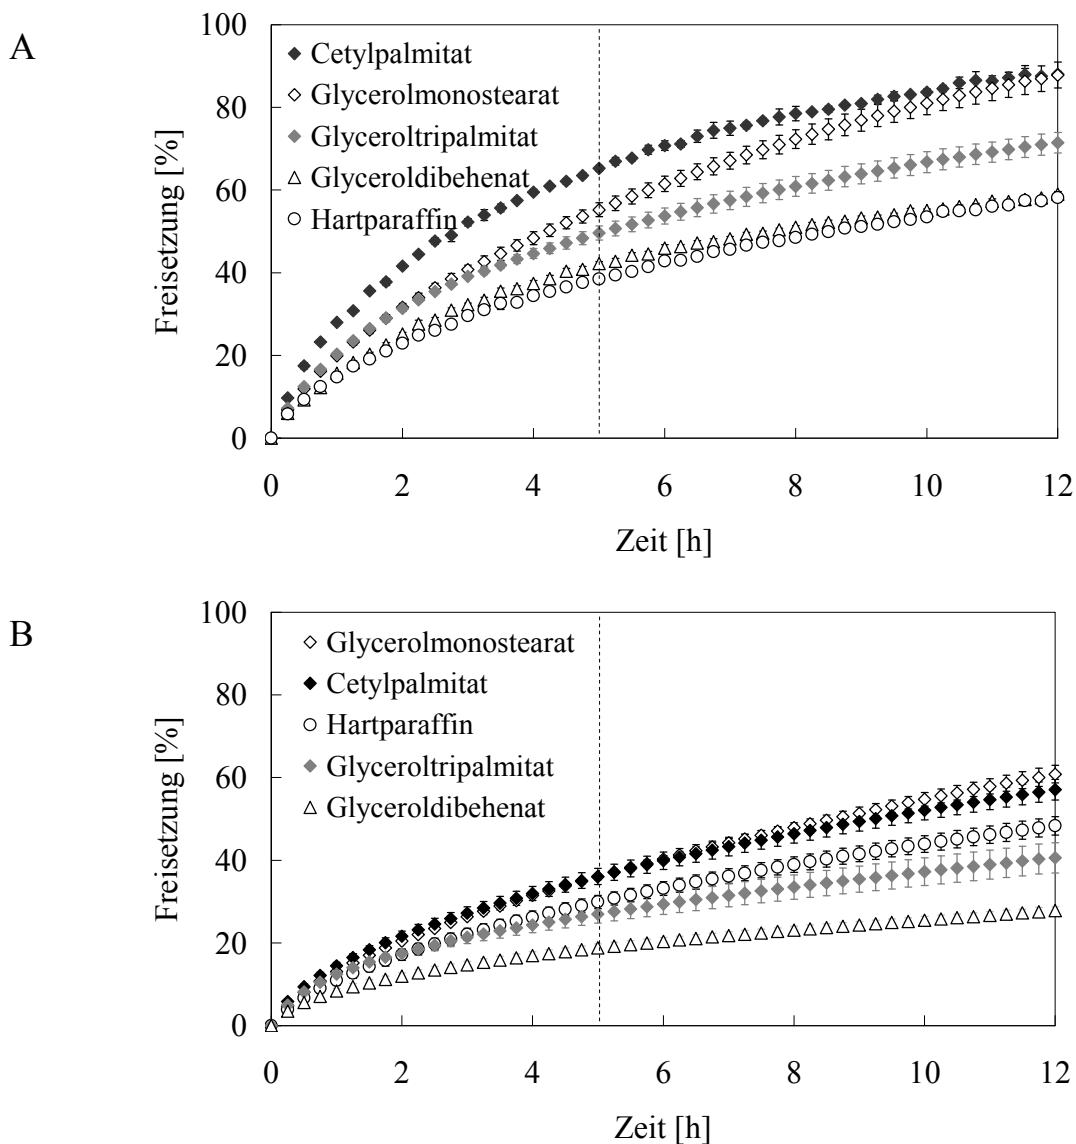 A
Freisetzung [%]
100
80
60
40
20
0
Cetylpalmitat
Glycerolmonostearat
Glyceroltripalmitat
Glyceroldibehenat
Hartparaffin
0 2 4 6 8 10 12
Zeit [h]
B
Freisetzung [%]
100
80
60
40
20
0
Glycerolmonostearat
Cetylpalmitat
Hartparaffin
Glyceroltripalmitat
Glyceroldibehenat
0 2 4 6 8 10 12
Zeit [h]